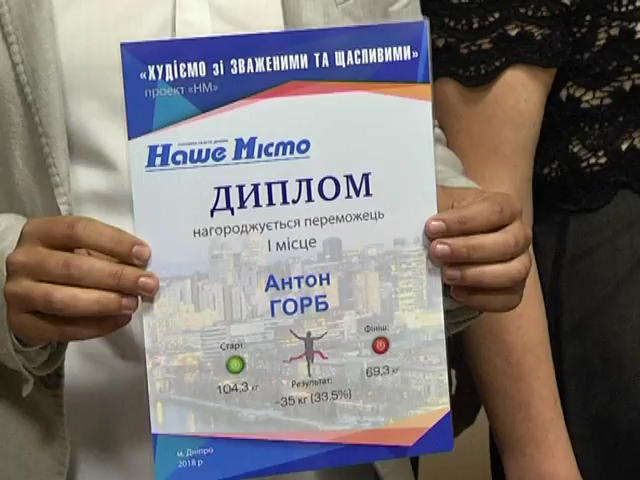 «ХУДІЄМО зі ЗВАЖЕНИМИ ТА ЩАСЛИВИМИ»
проект «НМ»
Наше Місто
ДИПЛОМ
нагороджується переможець
І місце
Антон
ГОРБ
Старт:
104,3 кг
Фініш:
69,3 кг
Результат:
-35 кг (33,5%)
м. Дніпро
2018 р